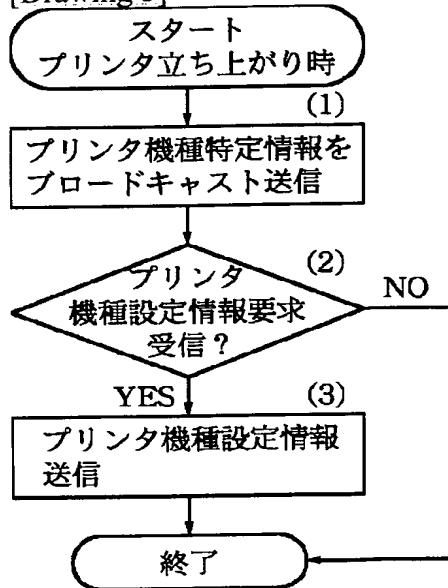 スタート
プリンタ立ち上がり時
(1)
プリンタ機種特定情報を
ブロードキャスト送信
(2)
プリンタ
機種設定情報要求
受信？
NO
YES
(3)
プリンタ機種設定情報
送信
終了